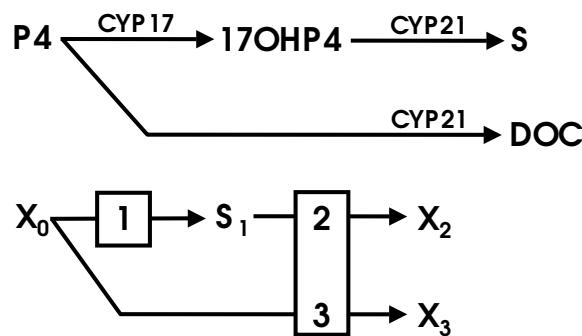 P4 CYP17 17OHP4 CYP21 S
CYP21 DOC
X0 1 S1 2 X2
3 X3